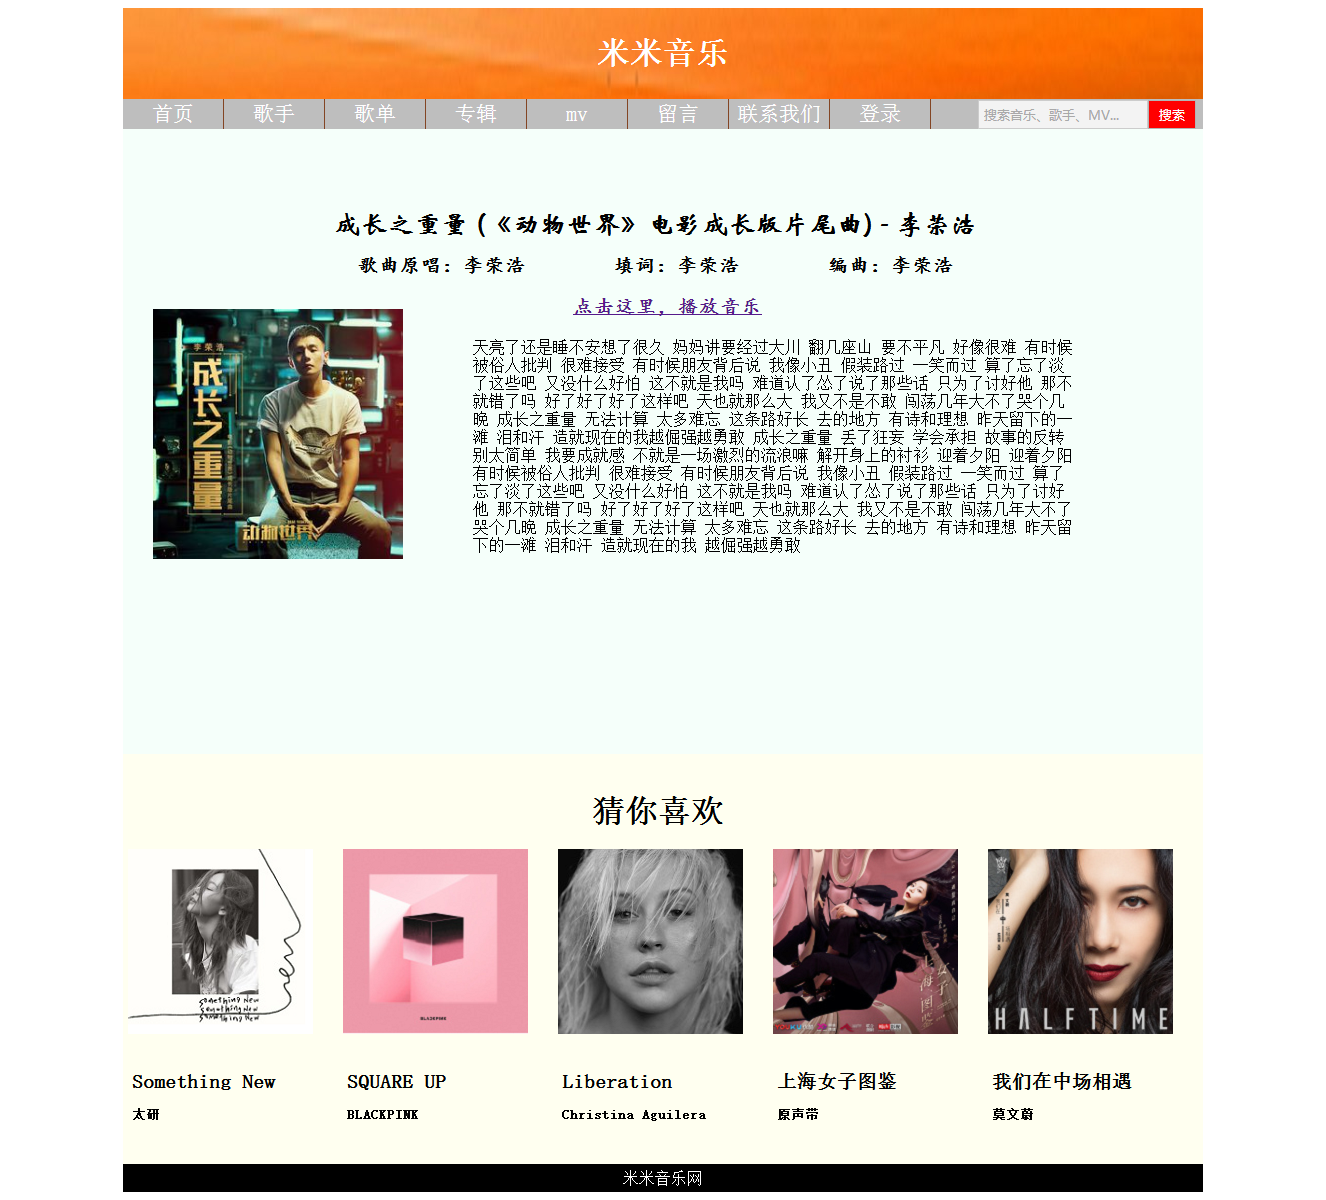 米米音乐
首页 歌手 歌单 专辑 mv 留言 联系我们 登录 搜索音乐、歌手、MV... 搜索
成长之重量 (《动物世界》电影成长版片尾曲) - 李荣浩
歌曲原唱：李荣浩 填词：李荣浩 编曲：李荣浩
点击这里，播放音乐
李荣浩
成长之重量
动物世界
天亮了还是睡不安想了很久 妈妈讲要经过大川 翻几座山 要不平凡 好像很难 有时候
被俗人批判 很难接受 有时候朋友背后说 我像小丑 假装路过 一笑而过 算了忘了淡
了这些吧 又没什么好怕 这不就是我吗 难道认了怂了说了那些话 只为了讨好他 那不
就错了吗 好了好了好了这样吧 天也就那么大 我又不是不敢 闯荡几年大不了哭个几
晚 成长之重量 无法计算 太多难忘 这条路好长 去的地方 有诗和理想 昨天留下的一
滩 泪和汗 造就现在的我越倔强越勇敢 成长之重量 丢了狂妄 学会承担 故事的反转
别太简单 我要成就感 不就是一场激烈的流浪嘛 解开身上的衬衫 迎着夕阳 迎着夕阳
有时候被俗人批判 很难接受 有时候朋友背后说 我像小丑 假装路过 一笑而过 算了
忘了淡了这些吧 又没什么好怕 这不就是我吗 难道认了怂了说了那些话 只为了讨好
他 那不就错了吗 好了好了好了这样吧 天也就那么大 我又不是不敢 闯荡几年大不了
哭个几晚 成长之重量 无法计算 太多难忘 这条路好长 去的地方 有诗和理想 昨天留
下的一滩 泪和汗 造就现在的我 越倔强越勇敢
猜你喜欢
something New
something New
something New
BLACKPINK
上海女子图鉴
HALFTIME
Something New SQUARE UP Liberation 上海女子图鉴 我们在中场相遇
太研 BLACKPINK Christina Aguilera 原声带 莫文蔚
米米音乐网